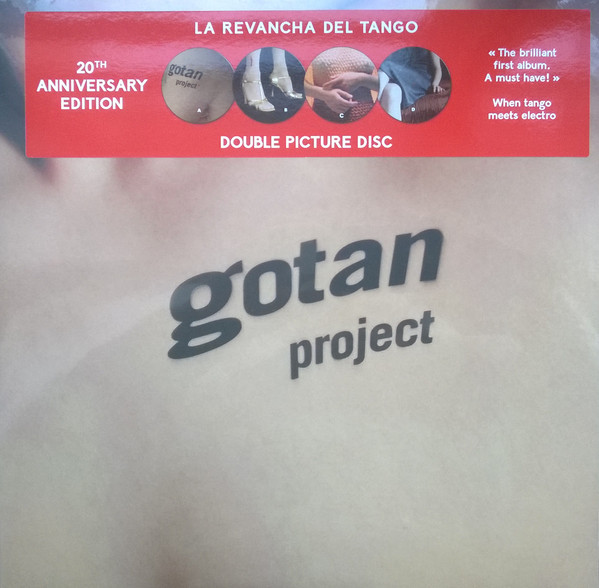 LA REVANCHA DEL TANGO
20TH
ANNIVERSARY
EDITION
gotan
project
A
B
C
D
« The brilliant
first album.
A must have! »
When tango
meets electro
DOUBLE PICTURE DISC
gotan
project